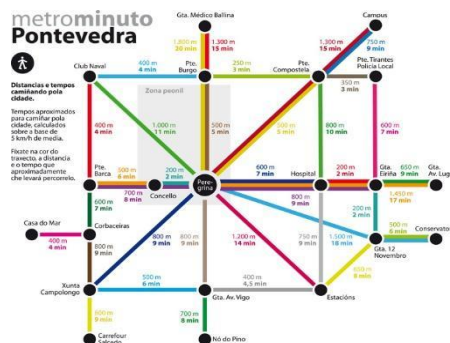 metrominuto
Pontevedra
Distancias e tempos
camiñando pola
cidade.
Tempos aproximados
para camiñar pola
cidade, calculados
sobre a base de
5 km/h de media.
Fíxate na cor do
traxecto, a distancia
e o tempo que
aproximadamente
che levará percorrelo.
Gta. Médico Ballina
Camous
1.300 m
15 min
1.300 m
15 min
750 m
9 min
Club Naval
400 m
4 min
Pte.
Burgo
250 m
3 min
Pte.
Compostela
Pte. Tirantes
Policía Local
350 m
3 min
Zona peonil
400 m
4 min
1.000 m
11 min
500 m
5 min
800 m
10 min
600 m
7 min
Pte.
Barca
500 m
6 min
200 m
2 min
700 m
8 min
Concello
Pere-
grina
600 m
7 min
800 m
9 min
Hospital
200 m
2 min
Gta.
Eiriña
650 m
9 min
1.450 m
17 min
Gta.
Av. Lug
600 m
7 min
Casa do Mar
400 m
4 min
Corbaceiras
800 m
9 min
800 m
9 min
800 m
9 min
1.200 m
14 min
750 m
9 min
1.500 m
18 min
200 m
2 min
Conservato
Gta. 12
Novembro
Xunta
Campolongo
500 m
6 min
Gta. Av. Vigo
400 m
4,5 min
Estacións
Carrefour
Salcedo
700 m
8 min
Nó do Pino